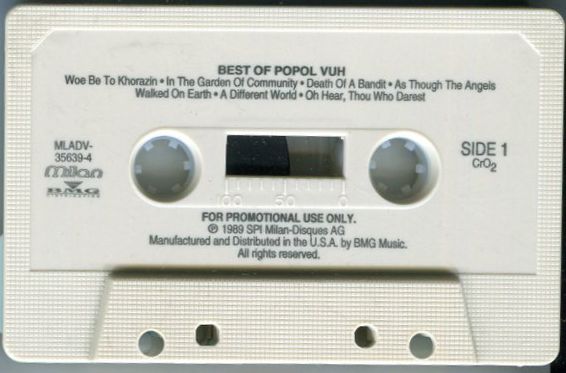 BEST OF POPOL VUH
Woe Be To Khorazin • In The Garden Of Community • Death Of A Bandit • As Though The Angels
Walked On Earth • A Different World • Oh Hear, Thou Who Darest
MLADV-
35639-4
milan
BMG
SIDE 1
CrO2
100 50 0
FOR PROMOTIONAL USE ONLY.
℗ 1989 SPI Milan-Disques AG
Manufactured and Distributed in the U.S.A. by BMG Music.
All rights reserved.